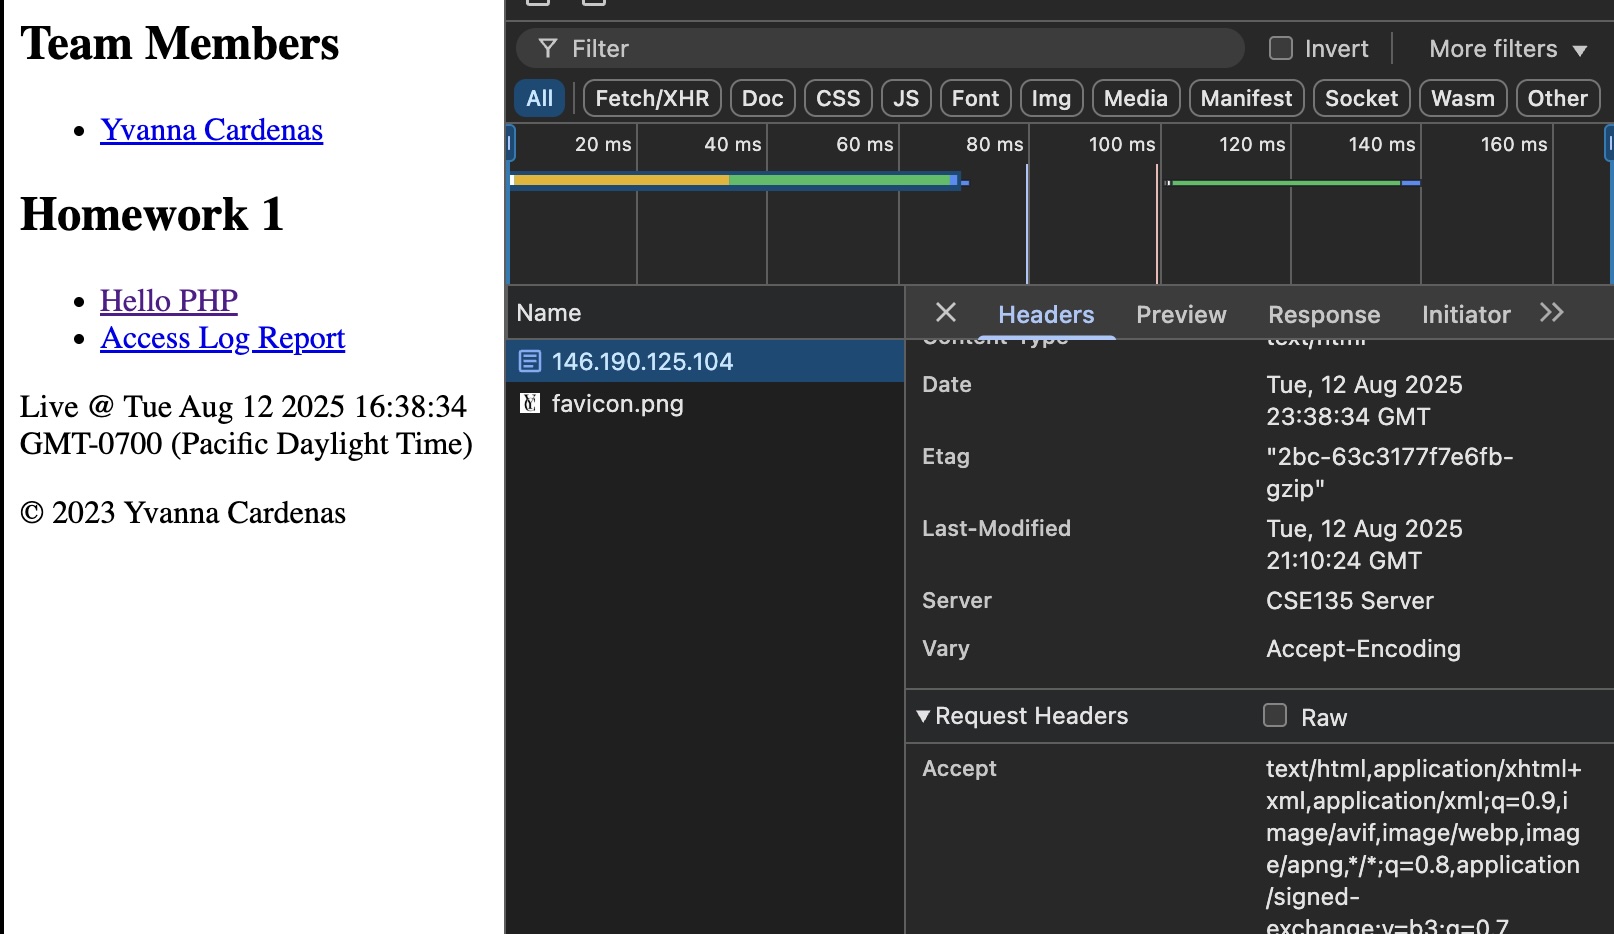 Team Members
Yvanna Cardenas
Homework 1
Hello PHP
Access Log Report
Live @ Tue Aug 12 2025 16:38:34
GMT-0700 (Pacific Daylight Time)
© 2023 Yvanna Cardenas
Filter
Invert
More filters
All
Fetch/XHR
Doc
CSS
JS
Font
Img
Media
Manifest
Socket
Wasm
Other
20 ms
40 ms
60 ms
80 ms
100 ms
120 ms
140 ms
160 ms
Name
146.190.125.104
favicon.png
Headers
Preview
Response
Initiator
Content-Type
text/html
Date
Tue, 12 Aug 2025
23:38:34 GMT
Etag
"2bc-63c3177f7e6fb-
gzip"
Last-Modified
Tue, 12 Aug 2025
21:10:24 GMT
Server
CSE135 Server
Vary
Accept-Encoding
Request Headers
Raw
Accept
text/html,application/xhtml+
xml,application/xml;q=0.9,i
mage/avif,image/webp,imag
e/apng,*/*;q=0.8,application
/signed-
exchange;v=b3;q=0.7